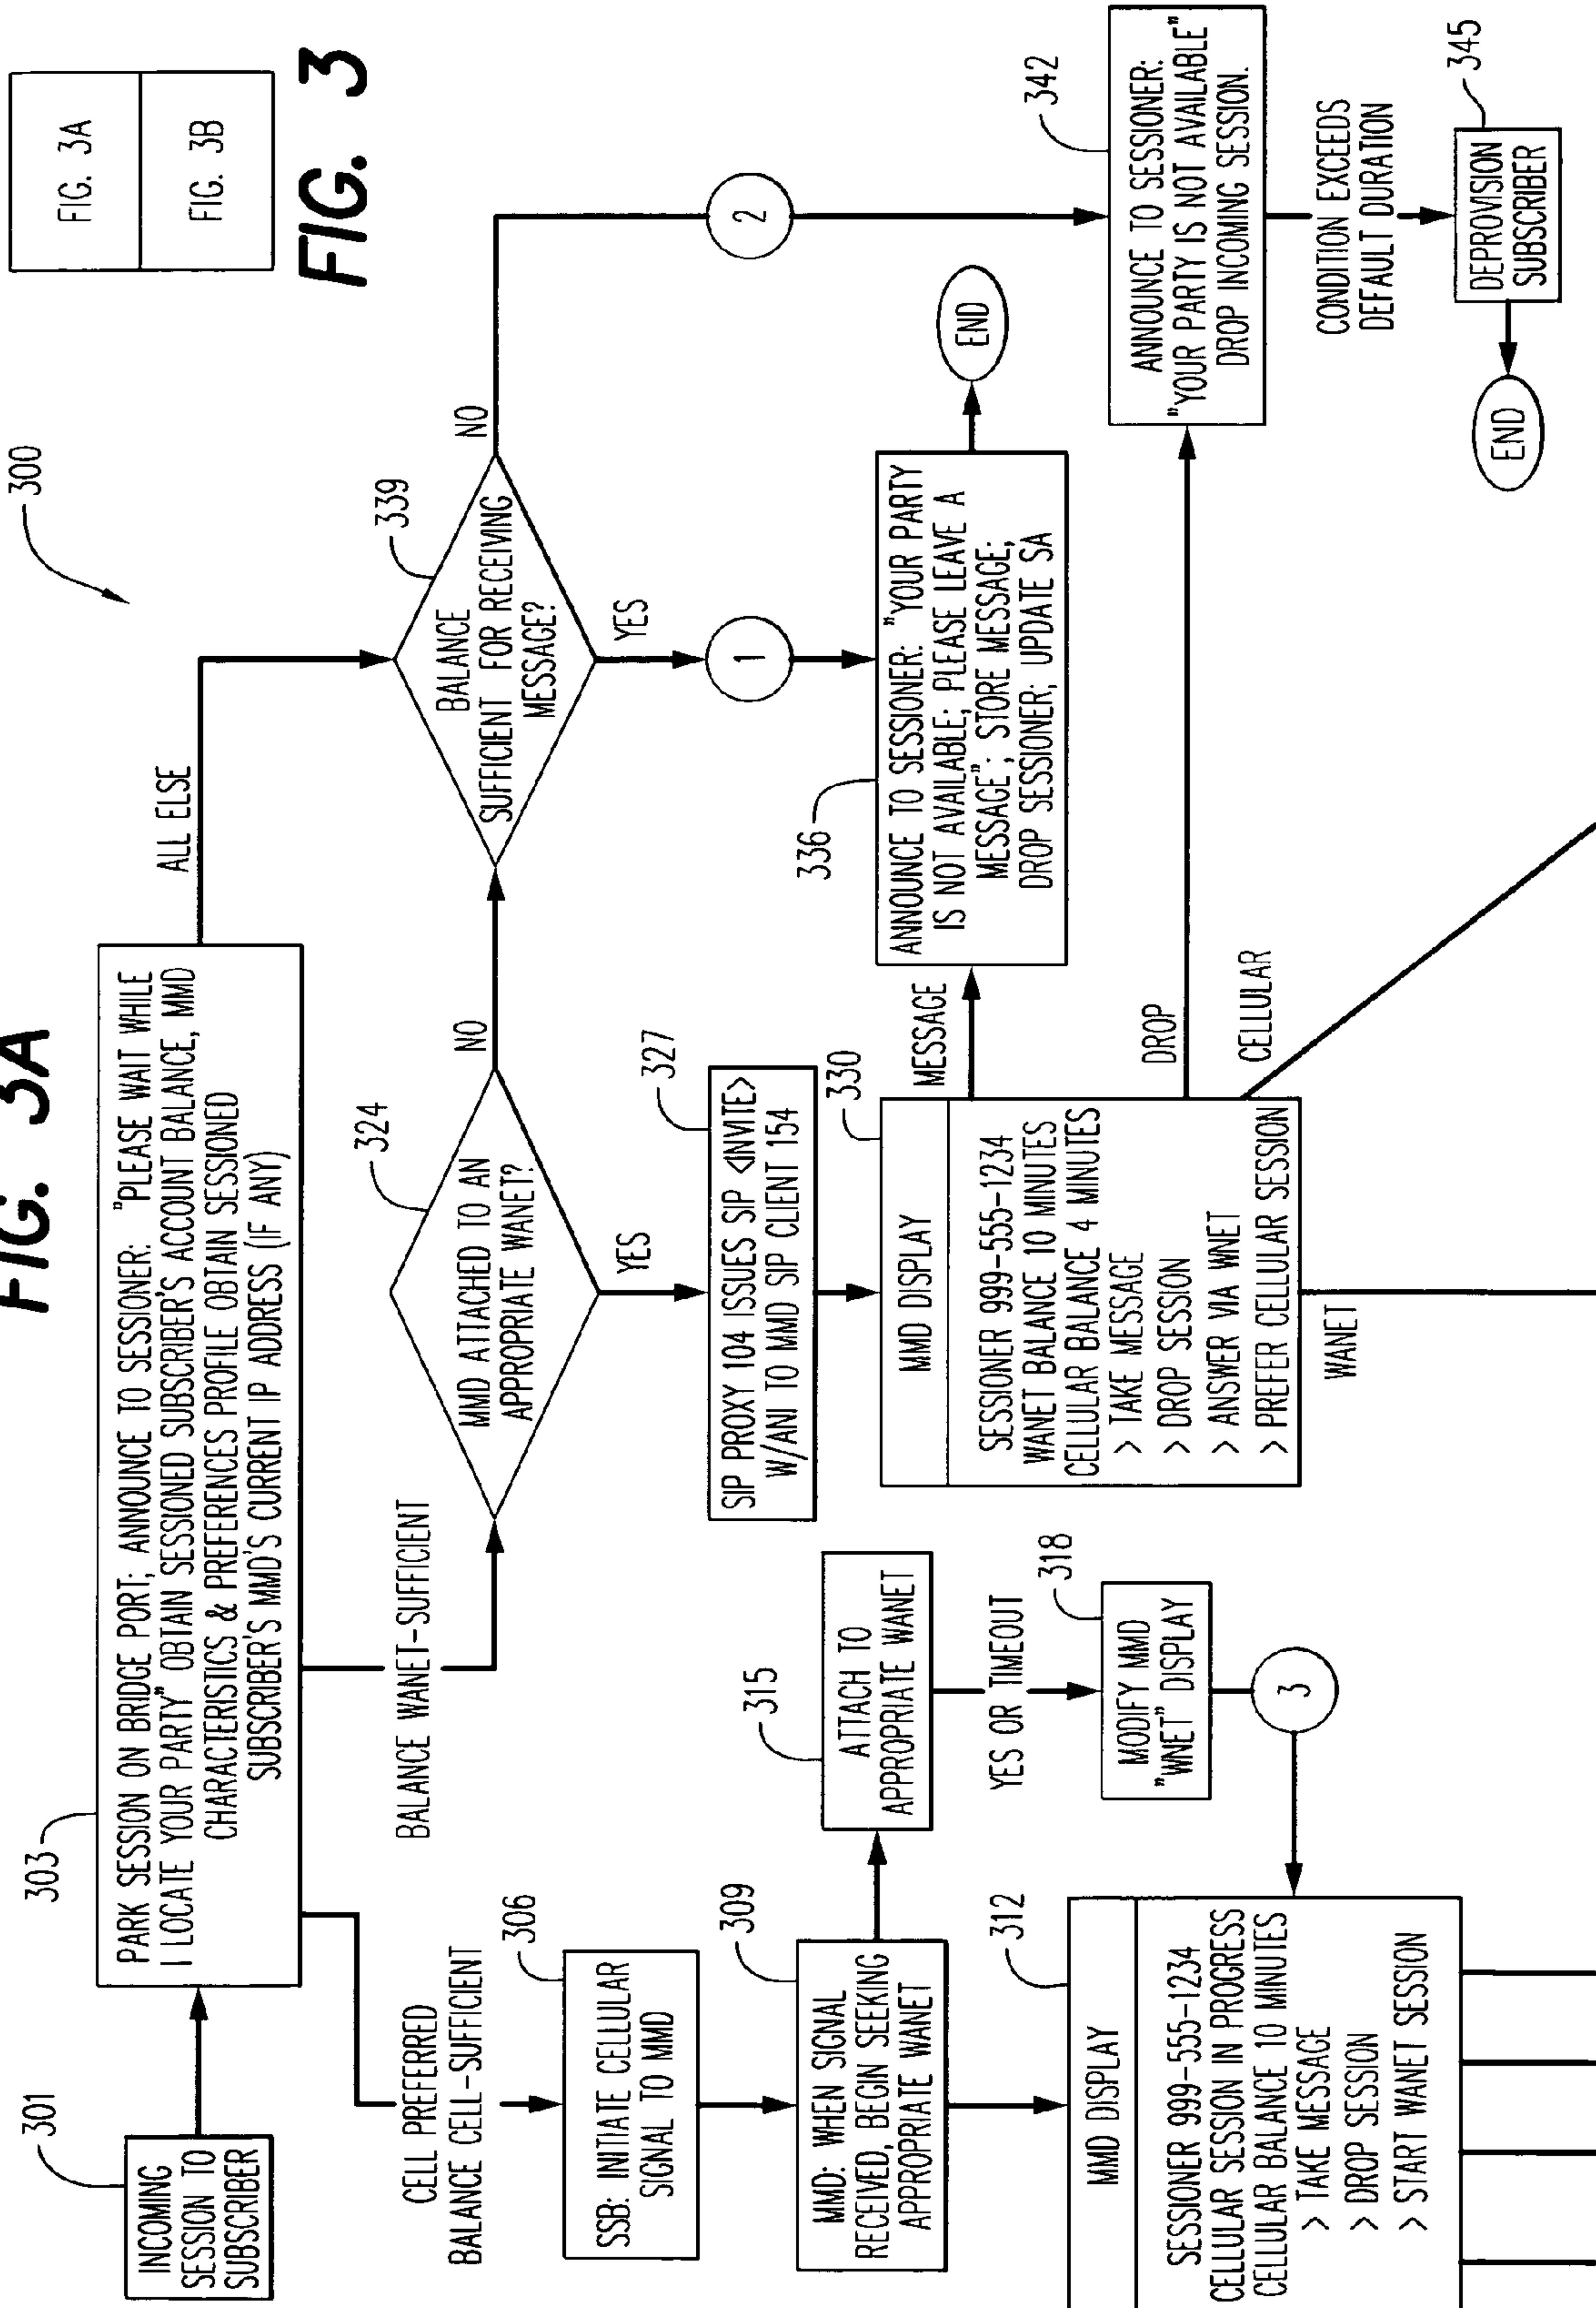 FIG. 3A
FIG. 3A
FIG. 3B
FIG. 3
300
301
INCOMING
SESSION TO
SUBSCRIBER
303
PARK SESSION ON BRIDGE PORT; ANNOUNCE TO SESSIONER: "PLEASE WAIT WHILE
I LOCATE YOUR PARTY" OBTAIN SESSIONED SUBSCRIBER'S ACCOUNT BALANCE, MMD
CHARACTERISTICS & PREFERENCES PROFILE OBTAIN SESSIONED
SUBSCRIBER'S MMD'S CURRENT IP ADDRESS (IF ANY)
ALL ELSE
CELL PREFERRED
BALANCE CELL-SUFFICIENT
BALANCE WANET-SUFFICIENT
306
SSB: INITIATE CELLULAR
SIGNAL TO MMD
309
MMD: WHEN SIGNAL
RECEIVED, BEGIN SEEKING
APPROPRIATE WANET
312
MMD DISPLAY
SESSIONER 999-555-1234
CELLULAR SESSION IN PROGRESS
CELLULAR BALANCE 10 MINUTES
> TAKE MESSAGE
> DROP SESSION
> START WANET SESSION
315
ATTACH TO
APPROPRIATE WANET
YES OR TIMEOUT
318
MODIFY MMD
"WNET" DISPLAY
3
324
MMD ATTACHED TO AN
APPROPRIATE WANET?
NO
YES
327
SIP PROXY 104 ISSUES SIP <INVITE>
W/ANI TO MMD SIP CLIENT 154
330
MMD DISPLAY
SESSIONER 999-555-1234
WANET BALANCE 10 MINUTES
CELLULAR BALANCE 4 MINUTES
> TAKE MESSAGE
> DROP SESSION
> ANSWER VIA WNET
> PREFER CELLULAR SESSION
MESSAGE
DROP
CELLULAR
WANET
339
BALANCE
SUFFICIENT FOR RECEIVING
MESSAGE?
NO
YES
1
2
336
ANNOUNCE TO SESSIONER: "YOUR PARTY
IS NOT AVAILABLE; PLEASE LEAVE A
MESSAGE"; STORE MESSAGE;
DROP SESSIONER; UPDATE SA
END
342
ANNOUNCE TO SESSIONER:
"YOUR PARTY IS NOT AVAILABLE"
DROP INCOMING SESSION.
CONDITION EXCEEDS
DEFAULT DURATION
345
DEPROVISION
SUBSCRIBER
END